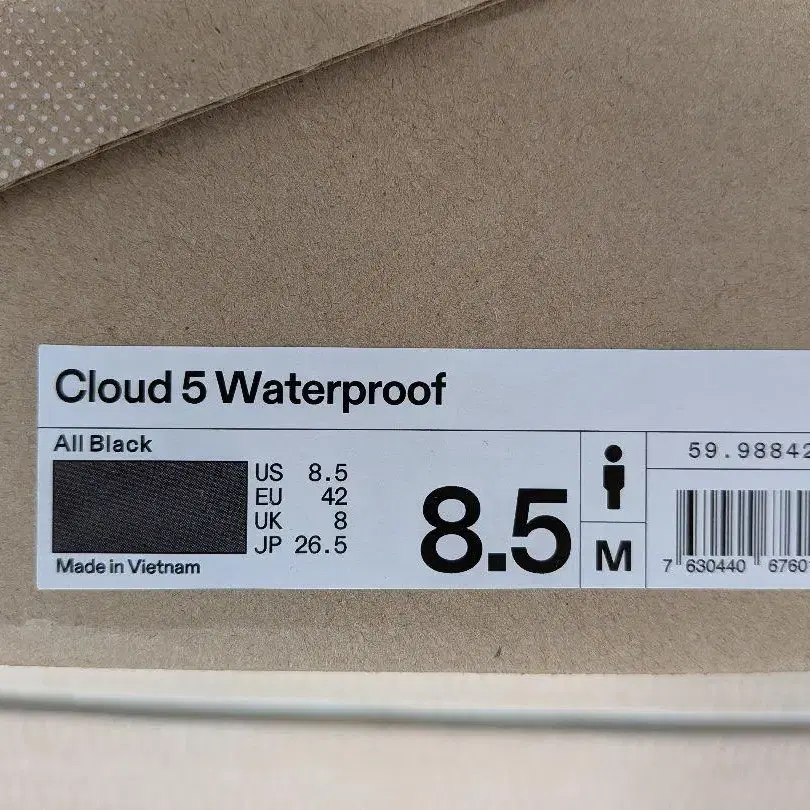 Cloud 5 Waterproof
All Black
US 8.5
EU 42
UK 8
JP 26.5
Made in Vietnam
8.5
M
59.98842
7 630440 6760